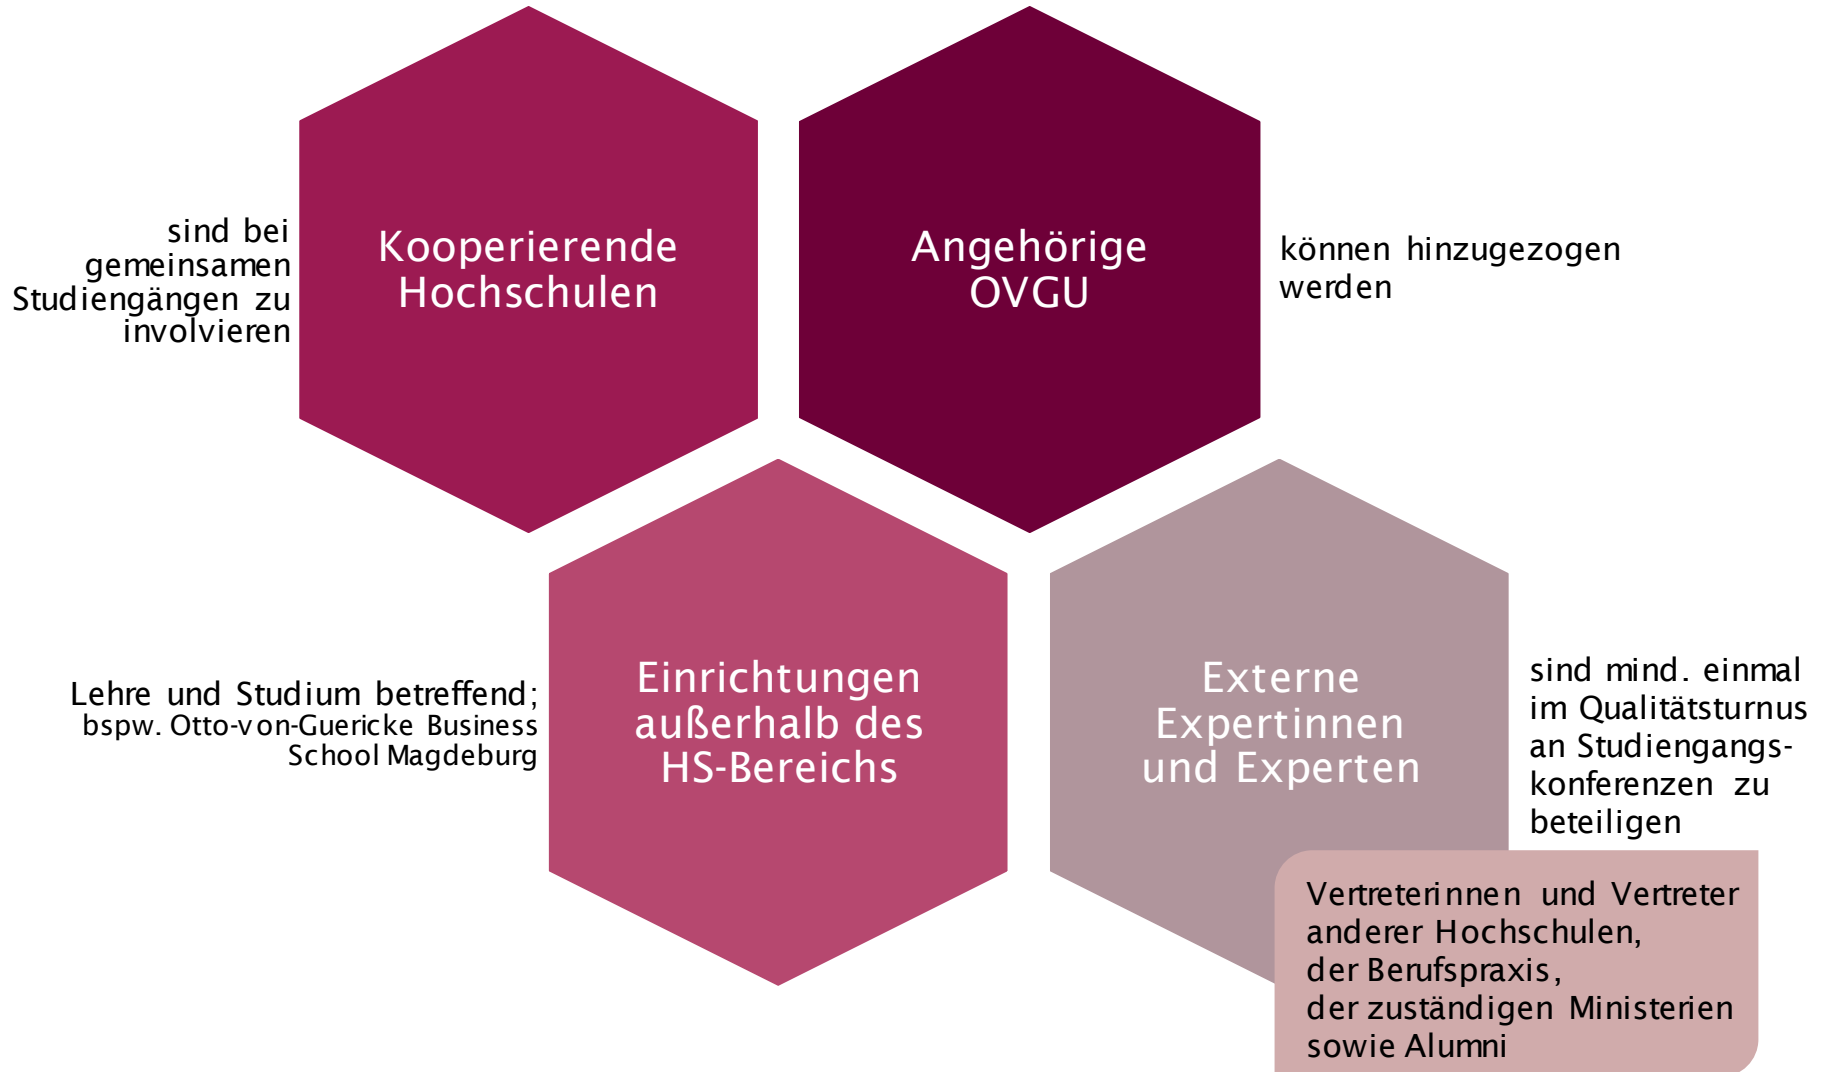 sind bei
gemeinsamen
Studiengängen zu
involvieren
Kooperierende
Hochschulen
Angehörige
OVGU
können hinzugezogen
werden
Lehre und Studium betreffend;
bspw. Otto-von-Guericke Business
School Magdeburg
Einrichtungen
außerhalb des
HS-Bereichs
Externe
Expertinnen
und Experten
sind mind. einmal
im Qualitätsturnus
an Studiengangs-
konferenzen zu
beteiligen
Vertreterinnen und Vertreter
anderer Hochschulen,
der Berufspraxis,
der zuständigen Ministerien
sowie Alumni